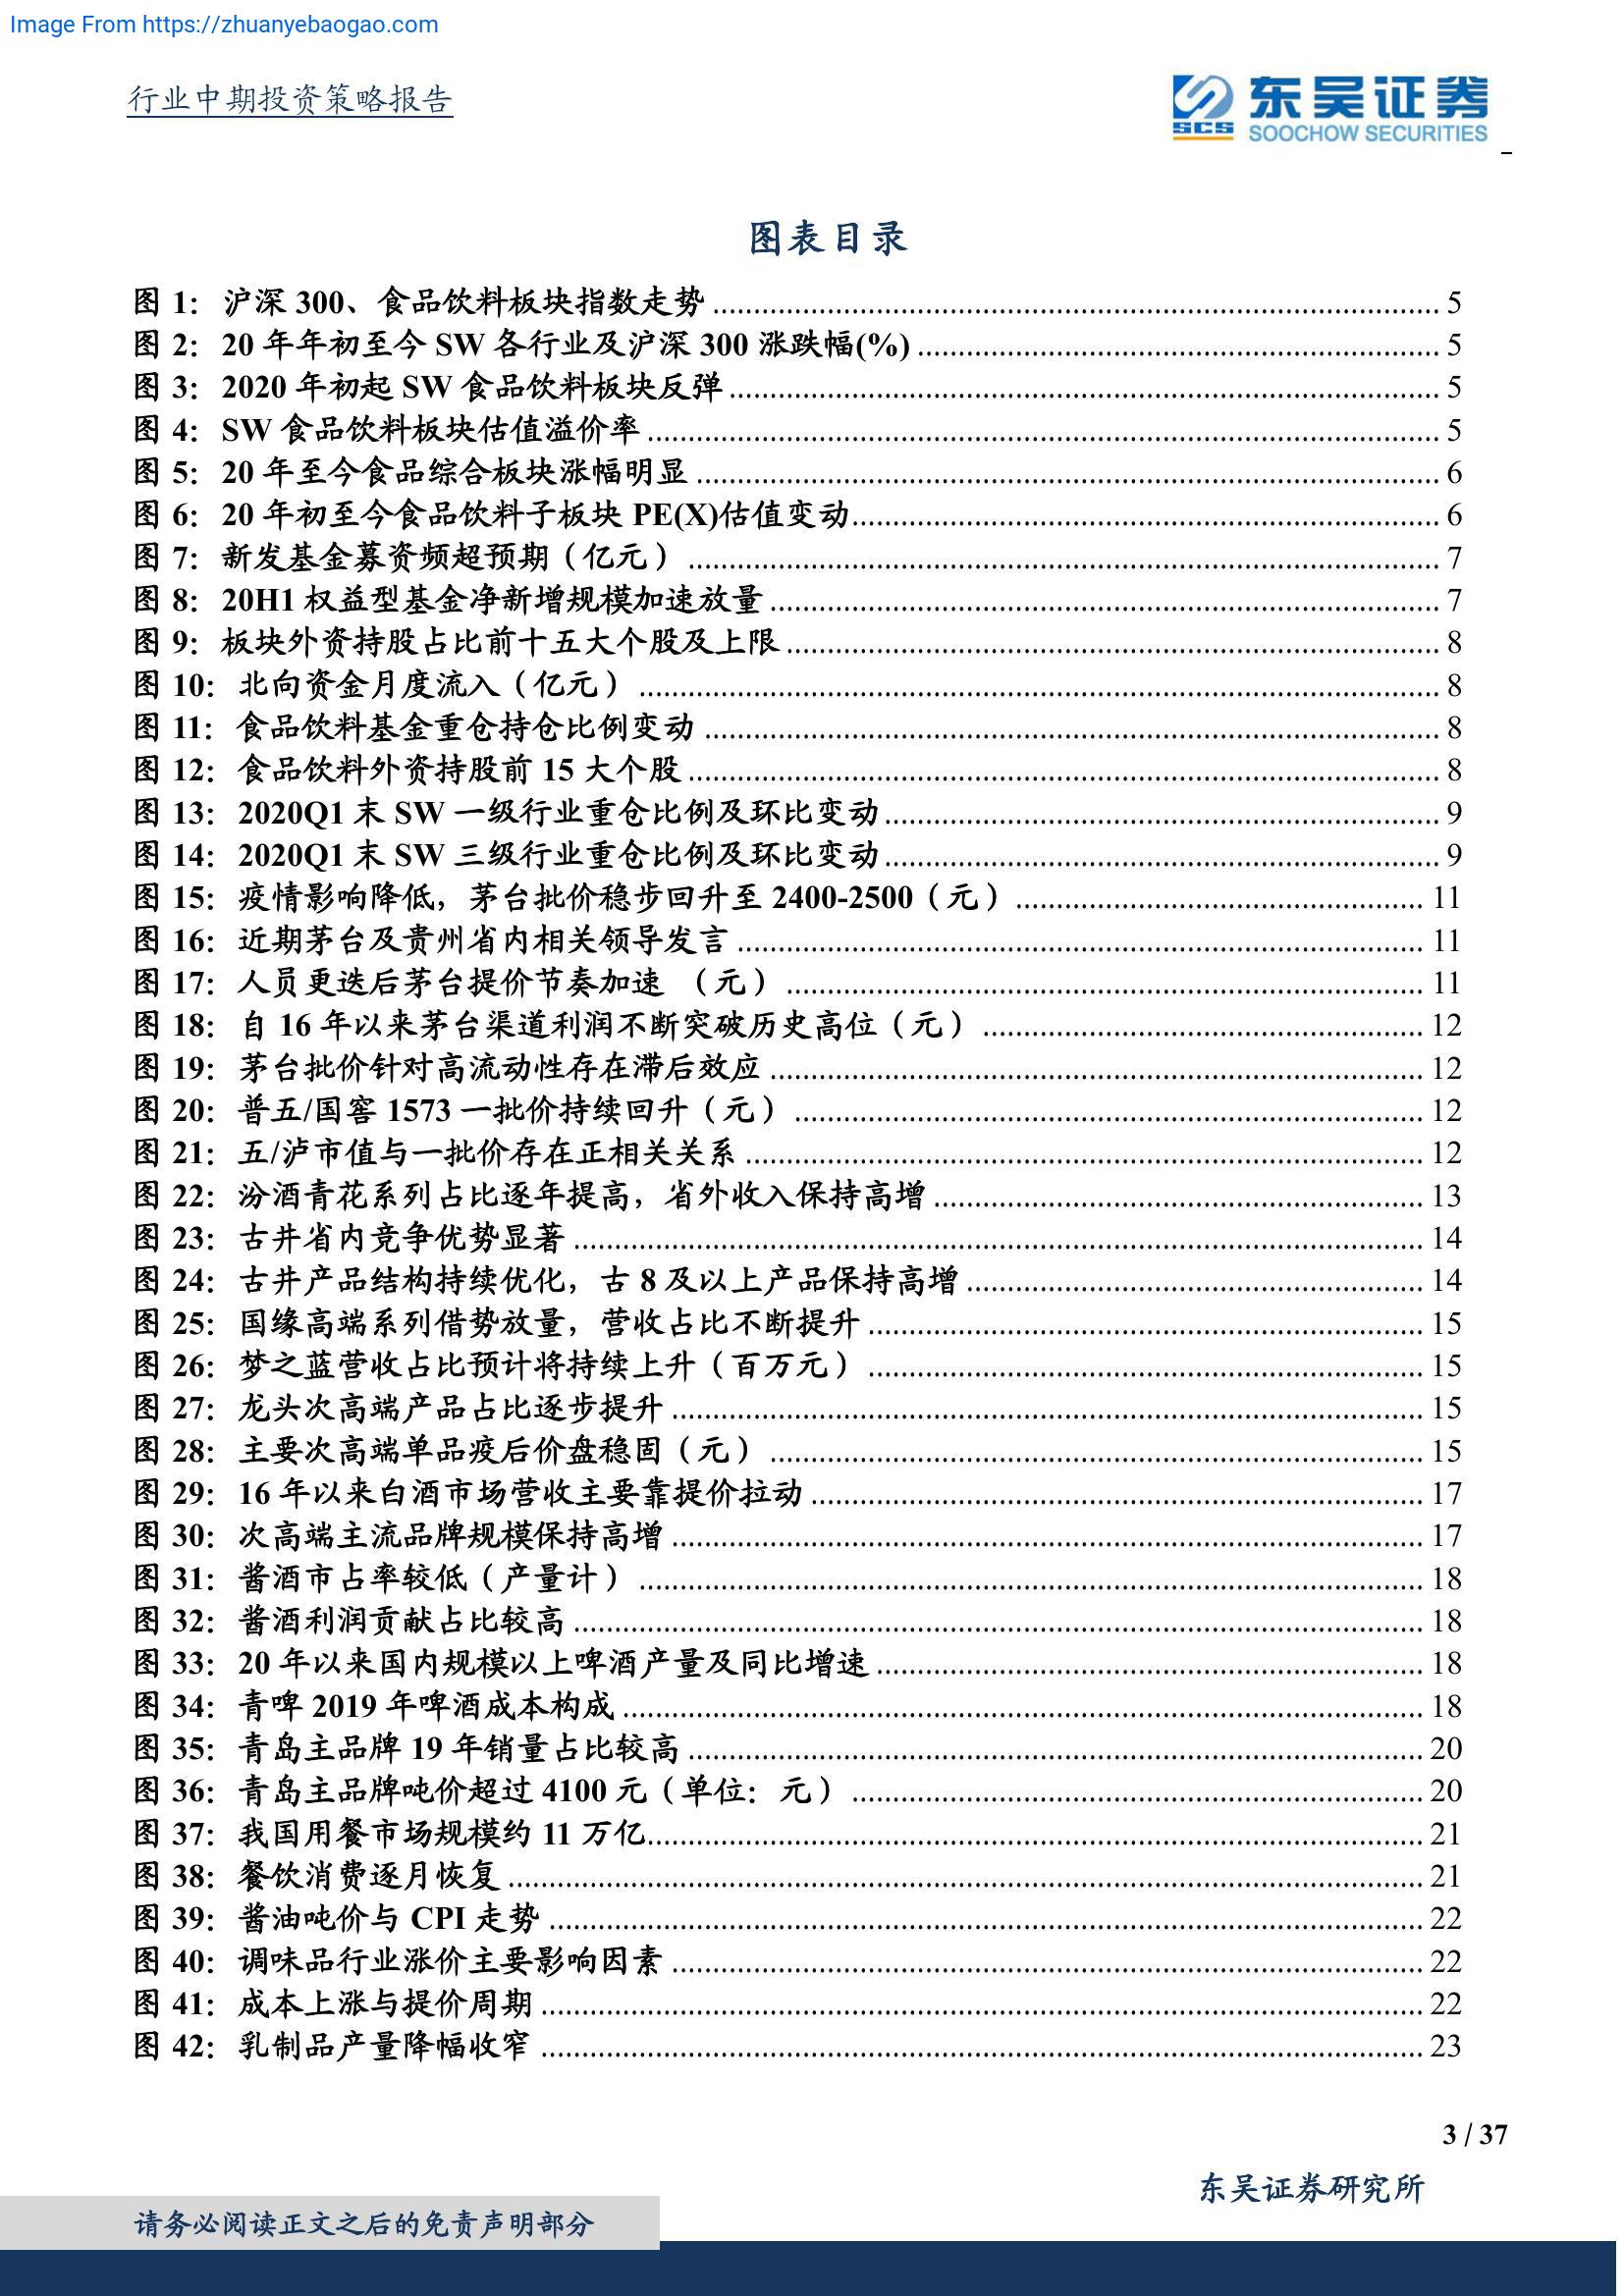 Image From https://zhuanyebaogao.com
行业中期投资策略报告
东吴证券
SCS
SOOCHOW SECURITIES
图表目录
图 1：沪深 300、食品饮料板块指数走势 5
图 2：20 年年初至今 SW 各行业及沪深 300 涨跌幅(%) 5
图 3：2020 年初起 SW 食品饮料板块反弹 5
图 4：SW 食品饮料板块估值溢价率 5
图 5：20 年至今食品综合板块涨幅明显 6
图 6：20 年初至今食品饮料子板块 PE(X)估值变动 6
图 7：新发基金募资频超预期（亿元） 7
图 8：20H1 权益型基金净新增规模加速放量 7
图 9：板块外资持股占比前十五大个股及上限 8
图 10：北向资金月度流入（亿元） 8
图 11：食品饮料基金重仓持仓比例变动 8
图 12：食品饮料外资持股前 15 大个股 8
图 13：2020Q1 末 SW 一级行业重仓比例及环比变动 9
图 14：2020Q1 末 SW 三级行业重仓比例及环比变动 9
图 15：疫情影响降低，茅台批价稳步回升至 2400-2500（元） 11
图 16：近期茅台及贵州省内相关领导发言 11
图 17：人员更迭后茅台提价节奏加速 （元） 11
图 18：自 16 年以来茅台渠道利润不断突破历史高位（元） 12
图 19：茅台批价针对高流动性存在滞后效应 12
图 20：普五/国窖 1573 一批价持续回升（元） 12
图 21：五/泸市值与一批价存在正相关关系 12
图 22：汾酒青花系列占比逐年提高，省外收入保持高增 13
图 23：古井省内竞争优势显著 14
图 24：古井产品结构持续优化，古 8 及以上产品保持高增 14
图 25：国缘高端系列借势放量，营收占比不断提升 15
图 26：梦之蓝营收占比预计将持续上升（百万元） 15
图 27：龙头次高端产品占比逐步提升 15
图 28：主要次高端单品疫后价盘稳固（元） 15
图 29：16 年以来白酒市场营收主要靠提价拉动 17
图 30：次高端主流品牌规模保持高增 17
图 31：酱酒市占率较低（产量计） 18
图 32：酱酒利润贡献占比较高 18
图 33：20 年以来国内规模以上啤酒产量及同比增速 18
图 34：青啤 2019 年啤酒成本构成 18
图 35：青岛主品牌 19 年销量占比较高 20
图 36：青岛主品牌吨价超过 4100 元（单位：元） 20
图 37：我国用餐市场规模约 11 万亿 21
图 38：餐饮消费逐月恢复 21
图 39：酱油吨价与 CPI 走势 22
图 40：调味品行业涨价主要影响因素 22
图 41：成本上涨与提价周期 22
图 42：乳制品产量降幅收窄 23
3 / 37
东吴证券研究所
请务必阅读正文之后的免责声明部分